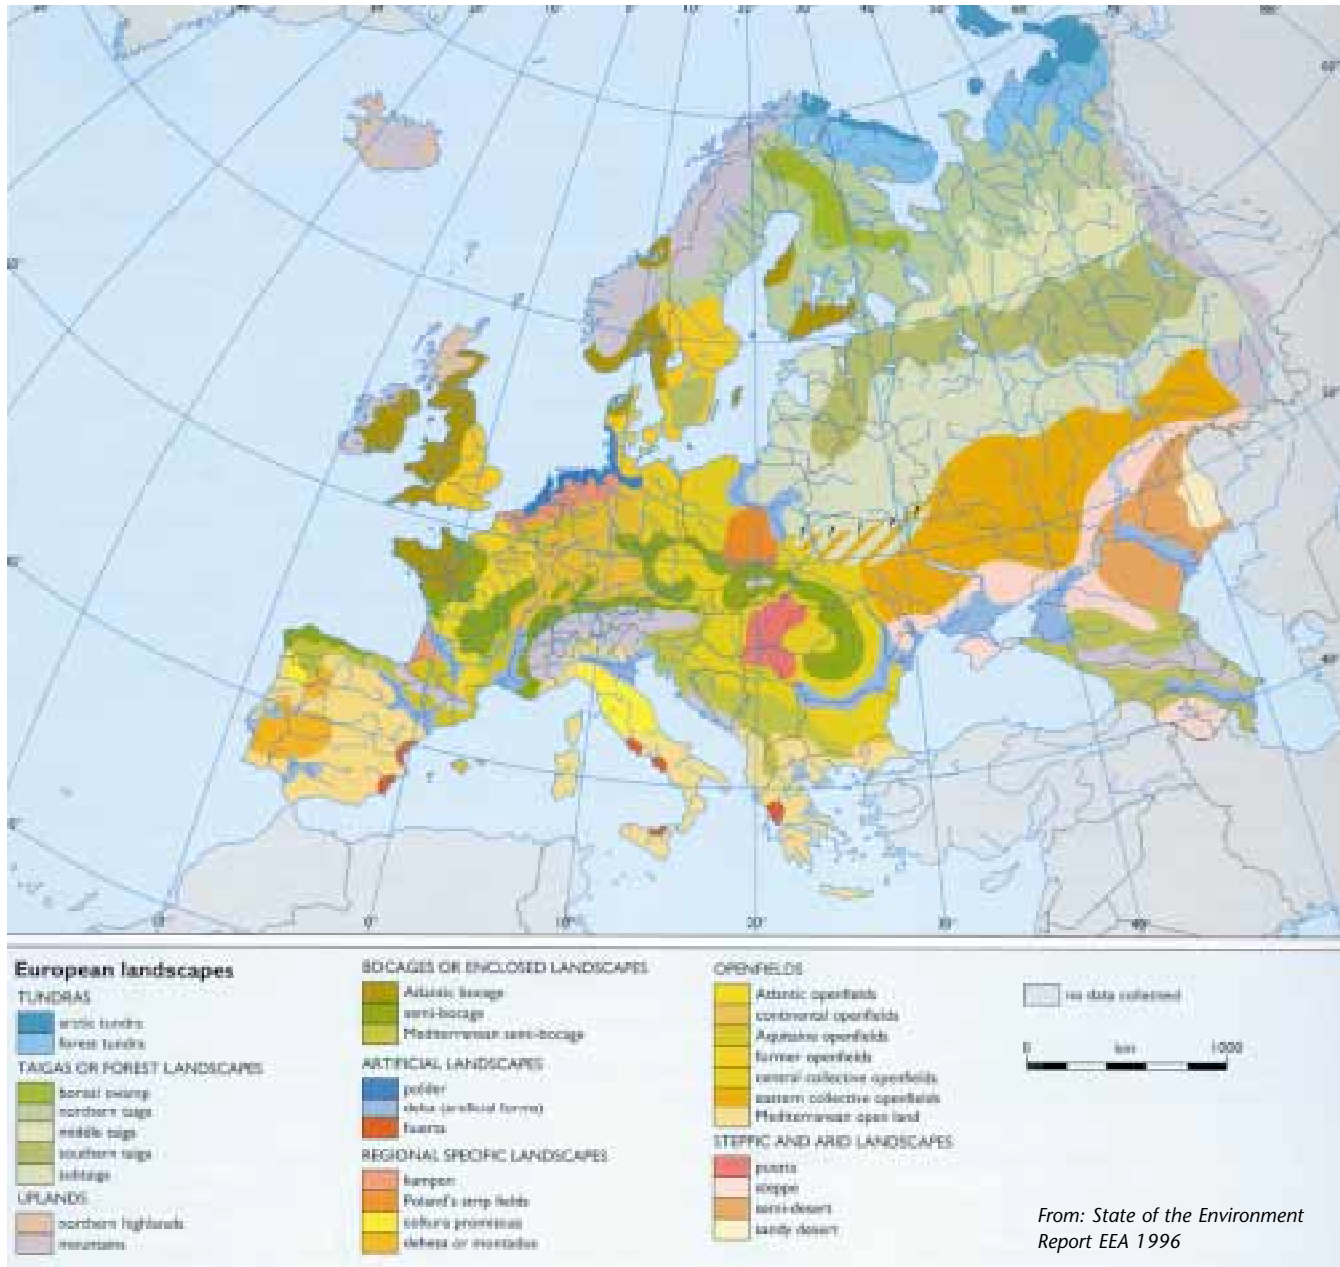 European landscapes
TUNDRAS
arctic tundra
forest tundra
TAIGAS OR FOREST LANDSCAPES
boreal swamp
northern taiga
middle taiga
southern taiga
subtaiga
UPLANDS
northern highlands
mountains
BOCAGES OR ENCLOSED LANDSCAPES
Atlantic bocage
semi-bocage
Mediterranean semi-bocage
ARTIFICIAL LANDSCAPES
polder
delta (artificial forms)
huerta
REGIONAL SPECIFIC LANDSCAPES
kampen
Poland's strip fields
coltura promiscua
dehesa or montados
OPENFIELDS
Atlantic openfields
continental openfields
Aquitaine openfields
former openfields
central collective openfields
eastern collective openfields
Mediterranean open land
STEPPIC AND ARID LANDSCAPES
puszta
steppe
semi-desert
sandy desert
no data collected
0 km 1000
From: State of the Environment
Report EEA 1996